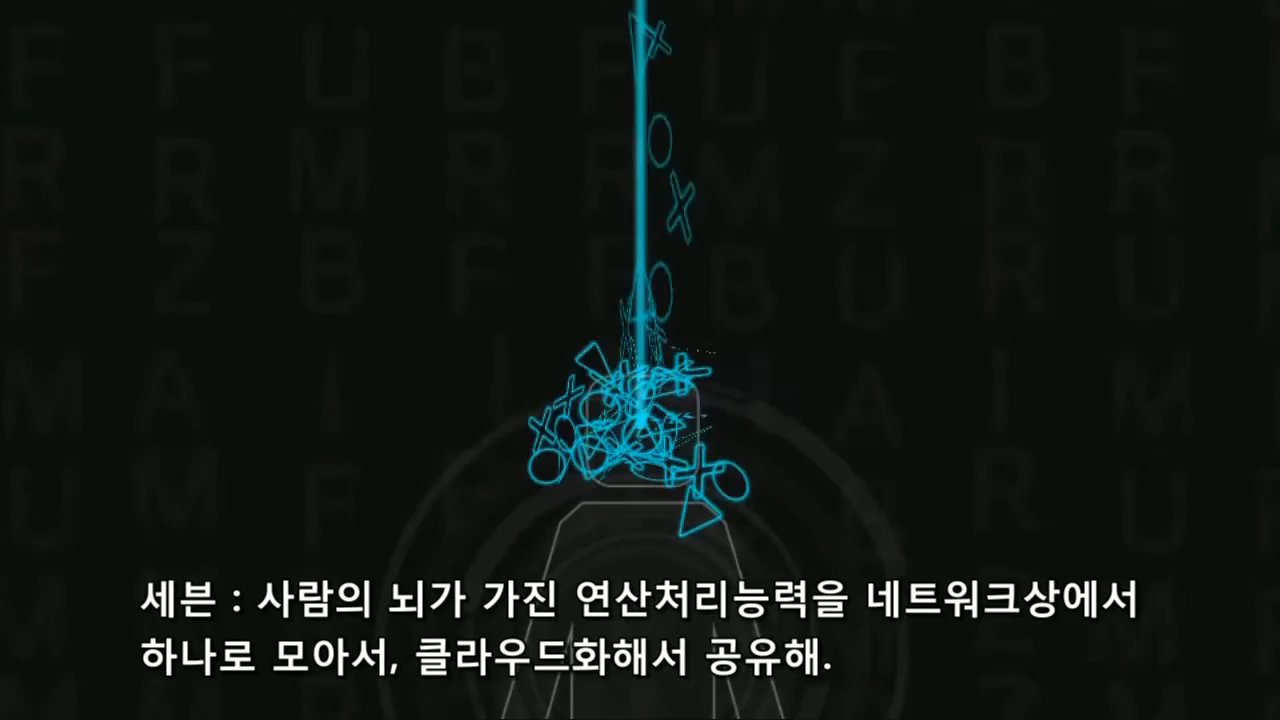 F F U B F U F B F
R R M R R M Z R R
F Z B F F B U R U
M A I I I A I M
U M F R U
세븐 : 사람의 뇌가 가진 연산처리능력을 네트워크상에서
하나로 모아서, 클라우드화해서 공유해.